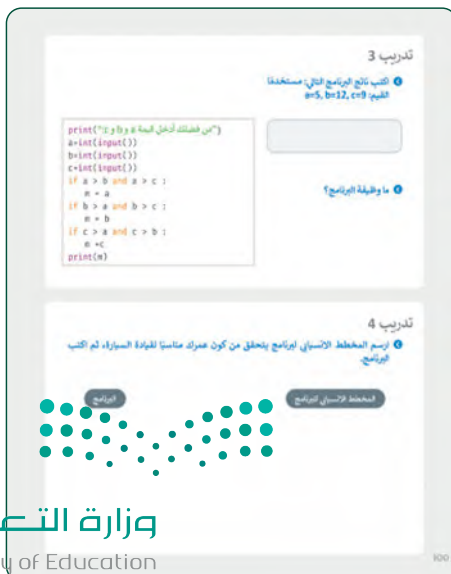 تدريب 3
اكتب ناتج البرنامج التالي: مستخدمًا
القيم: a=5, b=12, c=9
print("من فضلك أدخل قيمة a و b و c:")
a=int(input())
b=int(input())
c=int(input())
if a > b and a > c :
m = a
if b > a and b > c :
m = b
if c > a and c > b :
m =c
print(m)
ما وظيفة البرنامج؟
تدريب 4
ارسم المخطط الانسيابي لبرنامج يتحقق من كون عمرك مناسبًا لقيادة السيارة، ثم اكتب
البرنامج.
المخطط الانسيابي للبرنامج
البرنامج
وزارة التع
y of Education
100